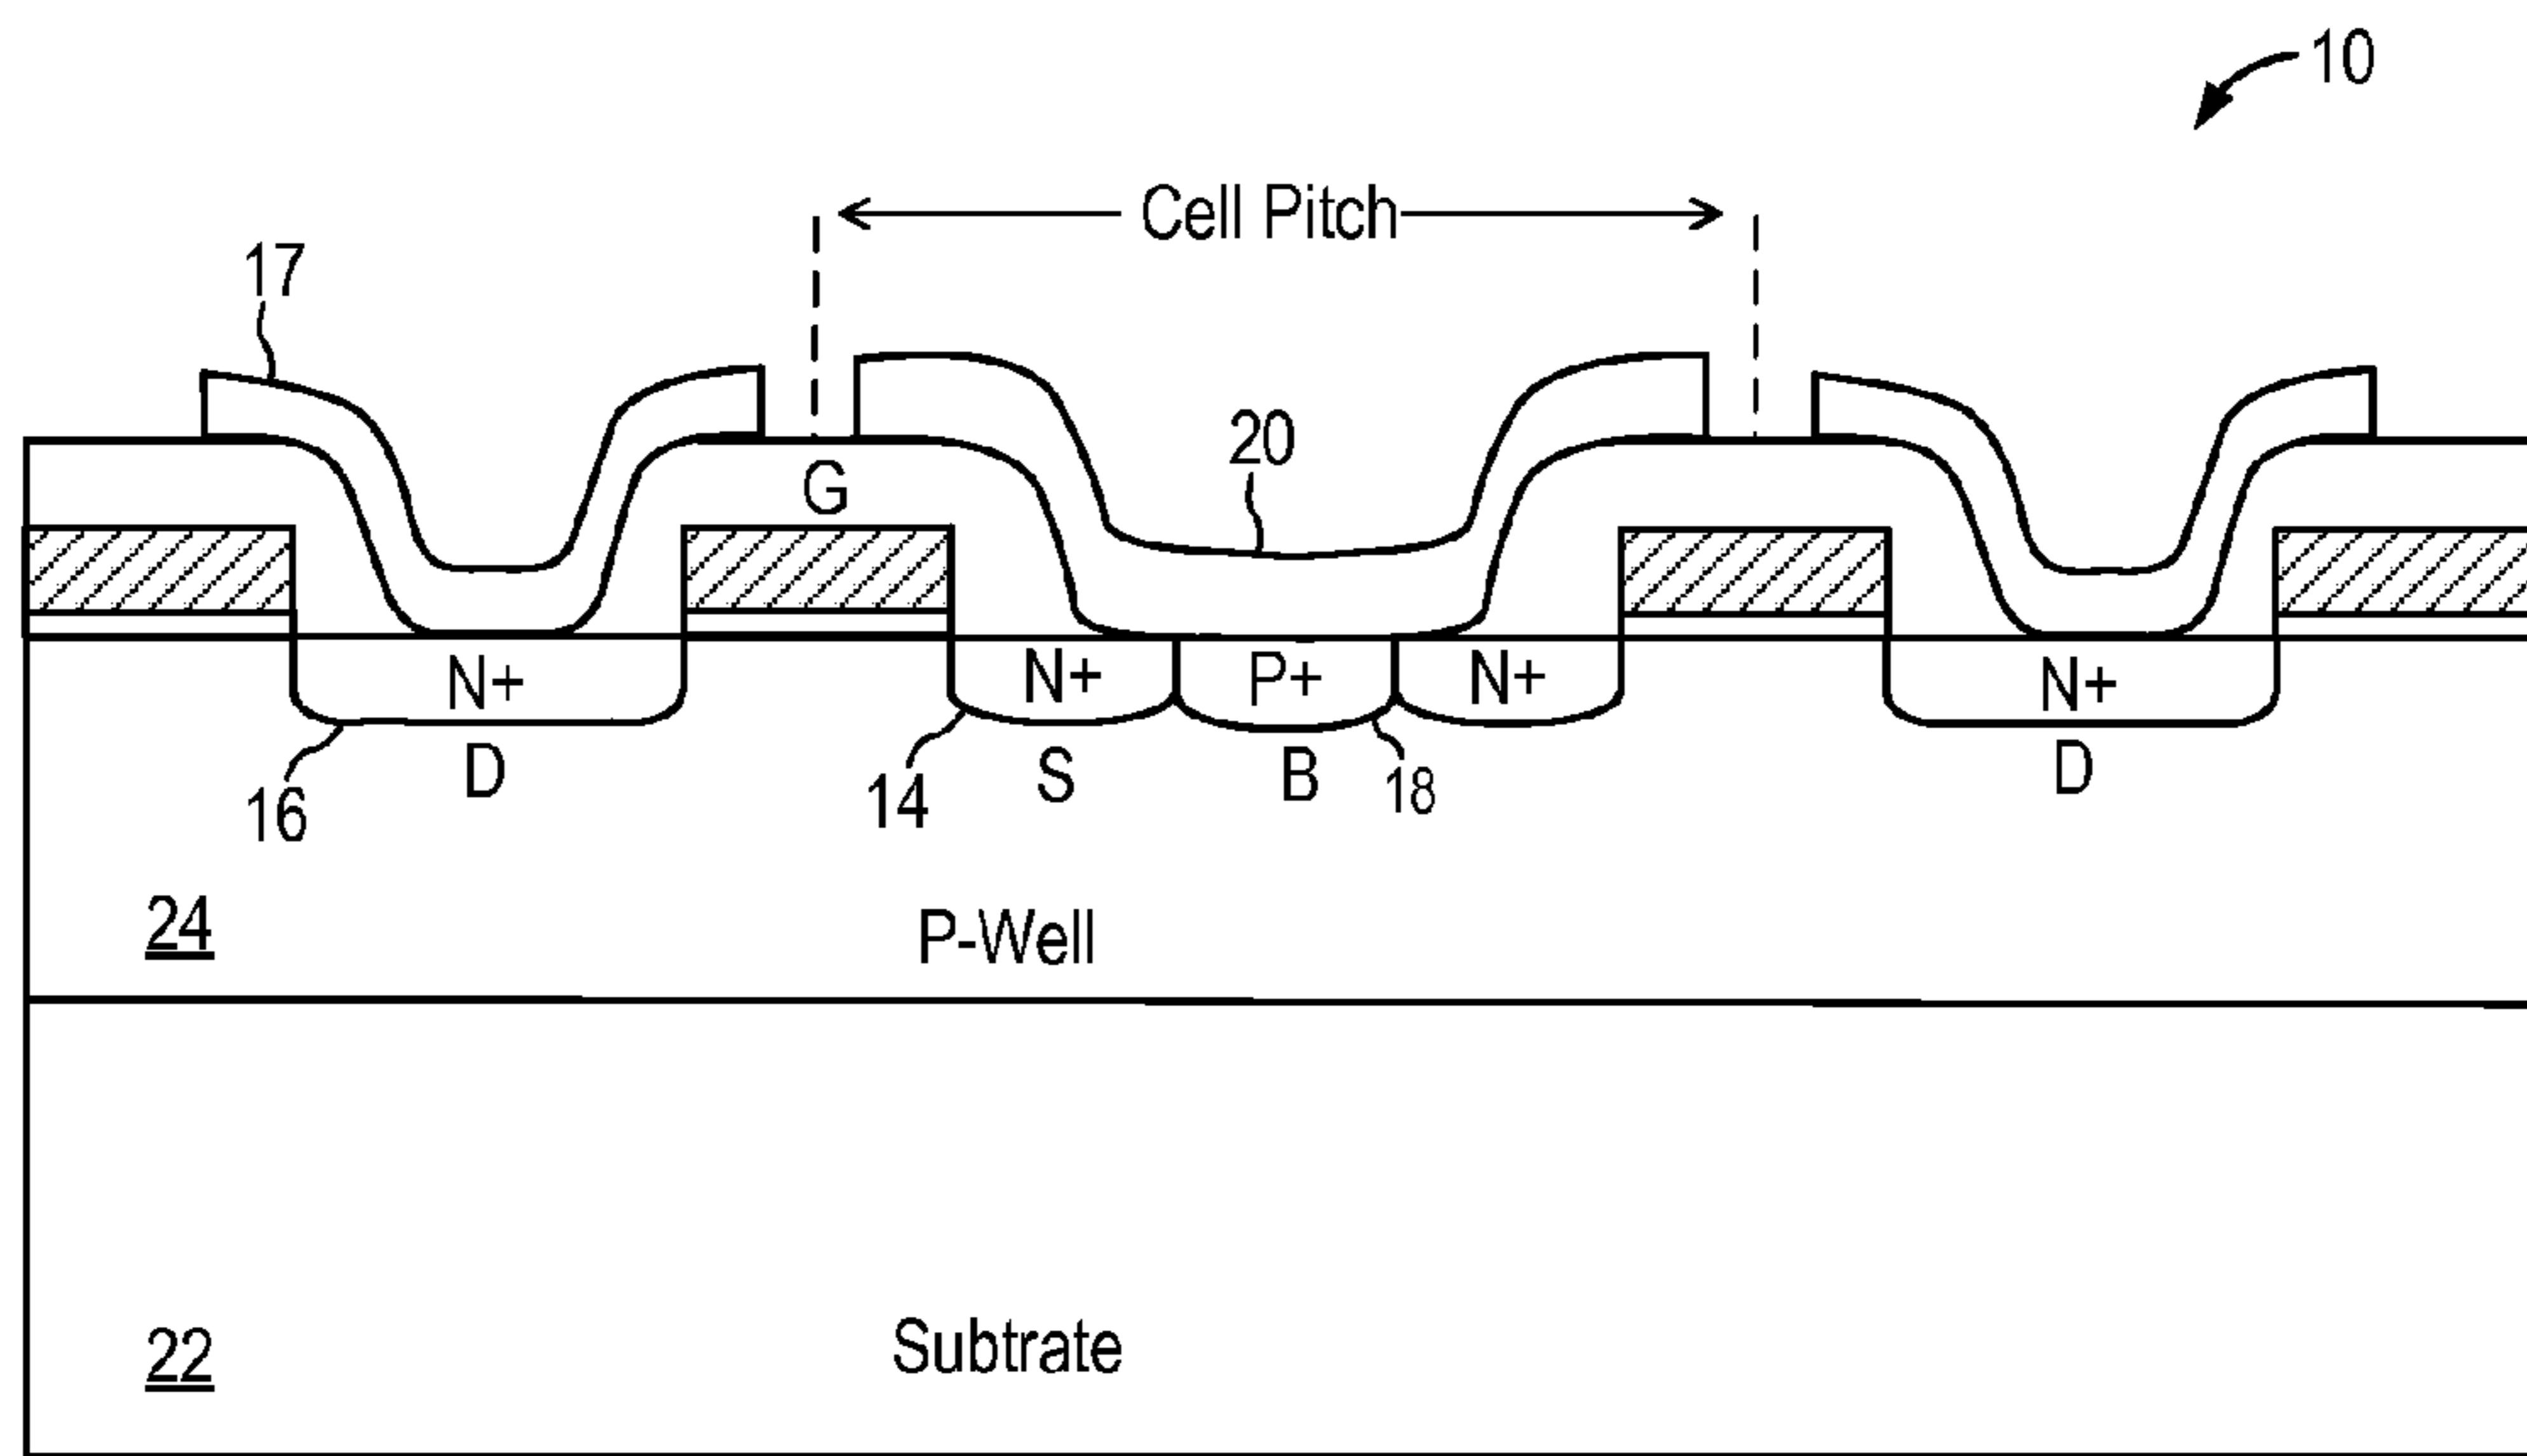 10
Cell Pitch
17
20
G
N+
N+
P+
N+
N+
D
S
B
D
16
14
18
24
P-Well
22
Subtrate